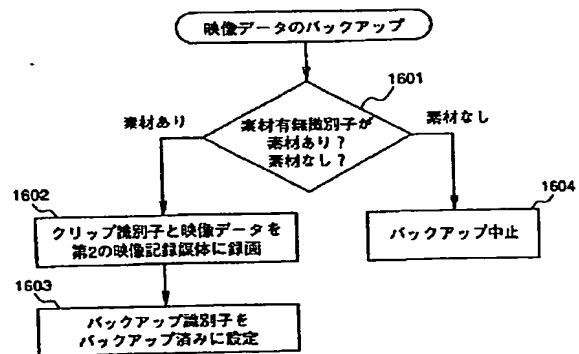 映像データのバックアップ
1601
素材有無識別子が
素材あり?
素材なし?
素材あり
素材なし
1602
クリップ識別子と映像データを
第2の映像記録媒体に録画
1604
バックアップ中止
1603
バックアップ識別子を
バックアップ済みに設定